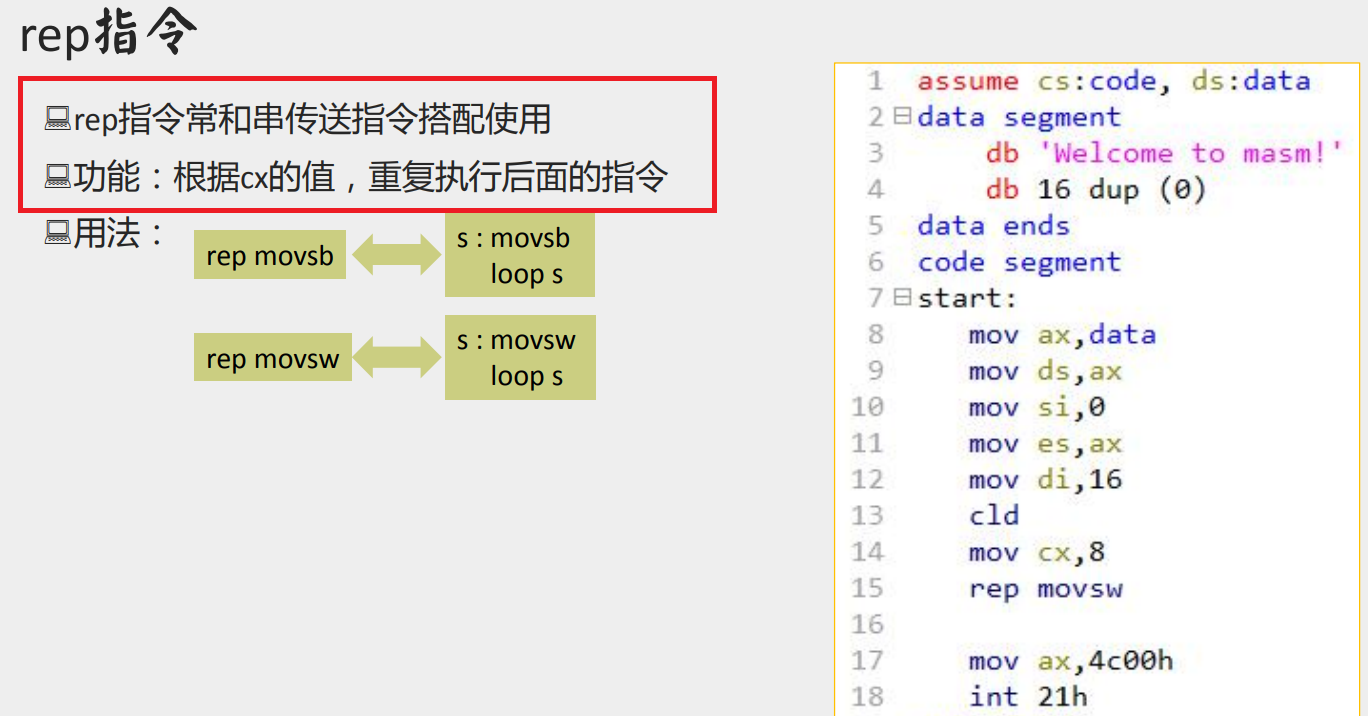 rep指令
rep指令常和串传送指令搭配使用
功能：根据cx的值，重复执行后面的指令
用法：
rep movsb
s : movsb
loop s
rep movsw
s : movsw
loop s
1 assume cs:code, ds:data
2 data segment
3 db 'Welcome to masm!'
4 db 16 dup (0)
5 data ends
6 code segment
7 start:
8 mov ax,data
9 mov ds,ax
10 mov si,0
11 mov es,ax
12 mov di,16
13 cld
14 mov cx,8
15 rep movsw
16
17 mov ax,4c00h
18 int 21h